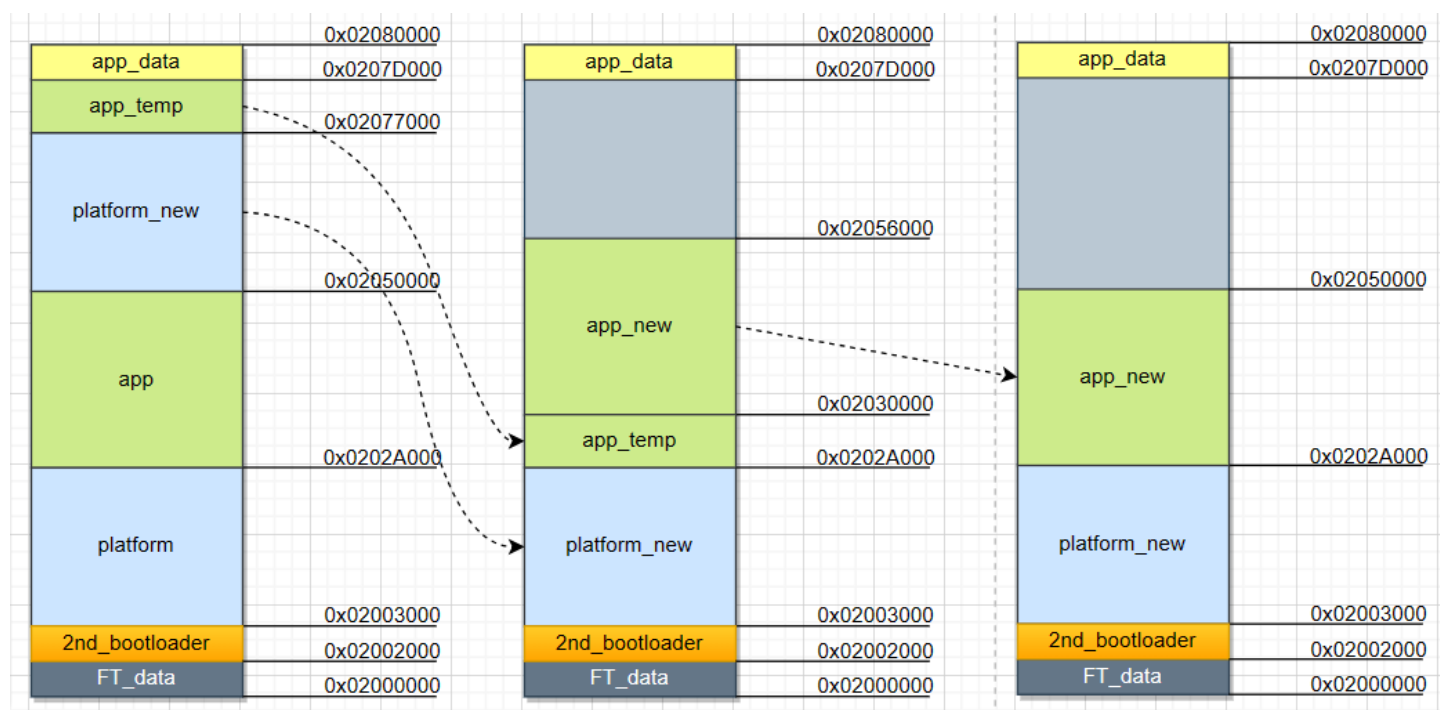 0x02080000
app_data
0x0207D000
app_temp
0x02077000
platform_new
0x02050000
app
0x0202A000
platform
0x02003000
2nd_bootloader
0x02002000
FT_data
0x02000000
0x02080000
app_data
0x0207D000
0x02056000
app_new
0x02030000
app_temp
0x0202A000
platform_new
0x02003000
2nd_bootloader
0x02002000
FT_data
0x02000000
0x02080000
app_data
0x0207D000
0x02050000
app_new
0x0202A000
platform_new
0x02003000
2nd_bootloader
0x02002000
FT_data
0x02000000